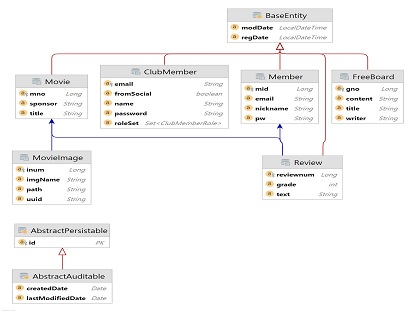 BaseEntity
modDate LocalDateTime
regDate LocalDateTime
Movie
mno Long
sponsor String
title String
ClubMember
email String
fromSocial boolean
name String
password String
roleSet Set<ClubMemberRole>
Member
mid Long
email String
nickname String
pw String
FreeBoard
gno Long
content String
title String
writer String
MovieImage
inum Long
imgName String
path String
uuid String
Review
reviewnum Long
grade int
text String
AbstractPersistable
id PK
AbstractAuditable
createdDate Date
lastModifiedDate Date